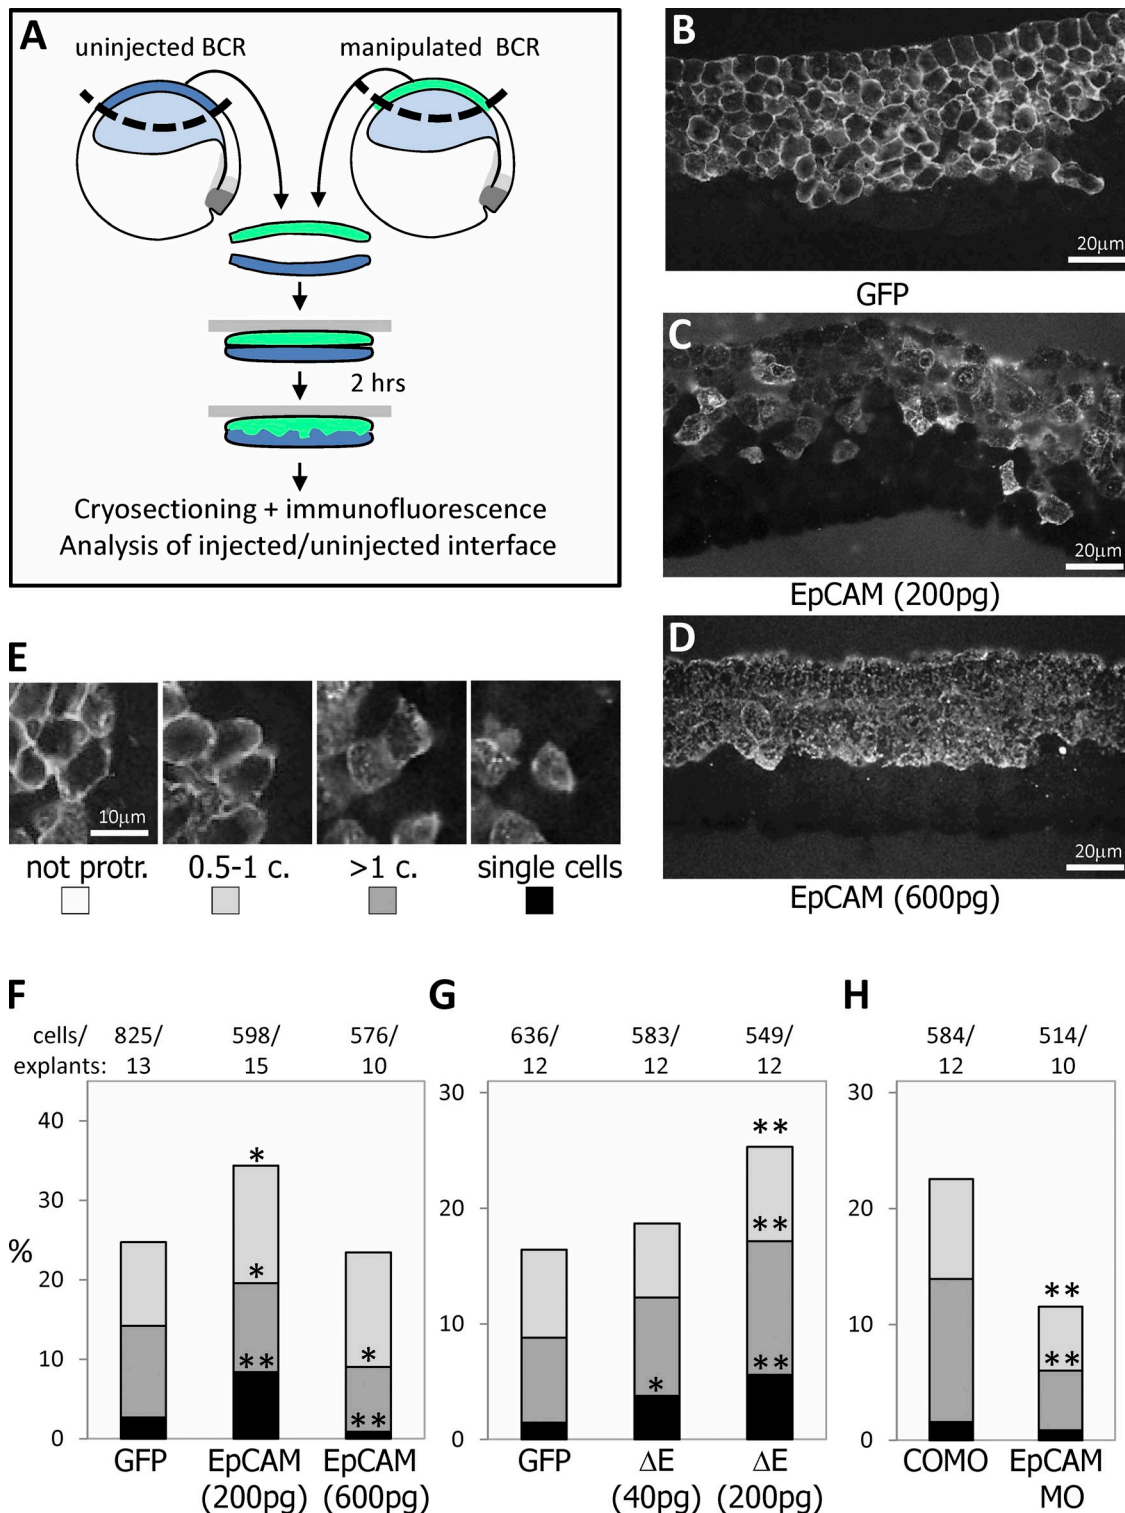 A
uninjected BCR
manipulated BCR
2 hrs
Cryosectioning + immunofluorescence
Analysis of injected/uninjected interface
B
20μm
GFP
C
20μm
EpCAM (200pg)
D
20μm
EpCAM (600pg)
E
10μm
not protr.
0.5-1 c.
>1 c.
single cells
F
cells/
explants:
825/
13
598/
15
576/
10
40
30
20
10
0
%
*
*
**
*
**
GFP
EpCAM
(200pg)
EpCAM
(600pg)
G
636/
12
583/
12
549/
12
30
20
10
0
*
**
**
**
GFP
ΔE
(40pg)
ΔE
(200pg)
H
584/
12
514/
10
30
20
10
0
**
**
COMO
EpCAM
MO